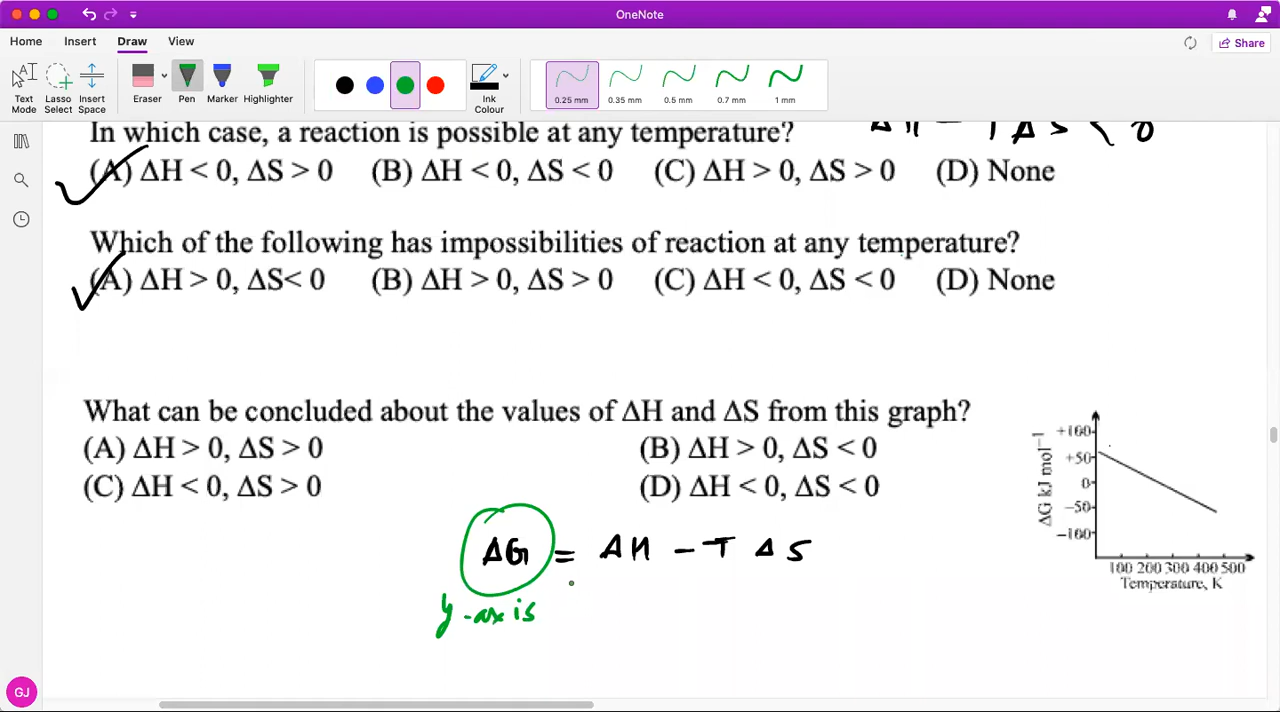 OneNote
Home Insert Draw View
Share
Text Mode
Lasso Select
Insert Space
Eraser
Pen
Marker
Highlighter
Ink Colour
0.25 mm 0.35 mm 0.5 mm 0.7 mm 1 mm
ΔH - TΔS < 0
In which case, a reaction is possible at any temperature?
(A) ΔH < 0, ΔS > 0 (B) ΔH < 0, ΔS < 0 (C) ΔH > 0, ΔS > 0 (D) None
Which of the following has impossibilities of reaction at any temperature?
(A) ΔH > 0, ΔS< 0 (B) ΔH > 0, ΔS > 0 (C) ΔH < 0, ΔS < 0 (D) None
What can be concluded about the values of ΔH and ΔS from this graph?
(A) ΔH > 0, ΔS > 0 (B) ΔH > 0, ΔS < 0
(C) ΔH < 0, ΔS > 0 (D) ΔH < 0, ΔS < 0
ΔG kJ mol⁻¹
+100
+50
0
−50
−100
100 200 300 400 500
Temperature, K
ΔG = ΔH - TΔS
y-axis
GJ